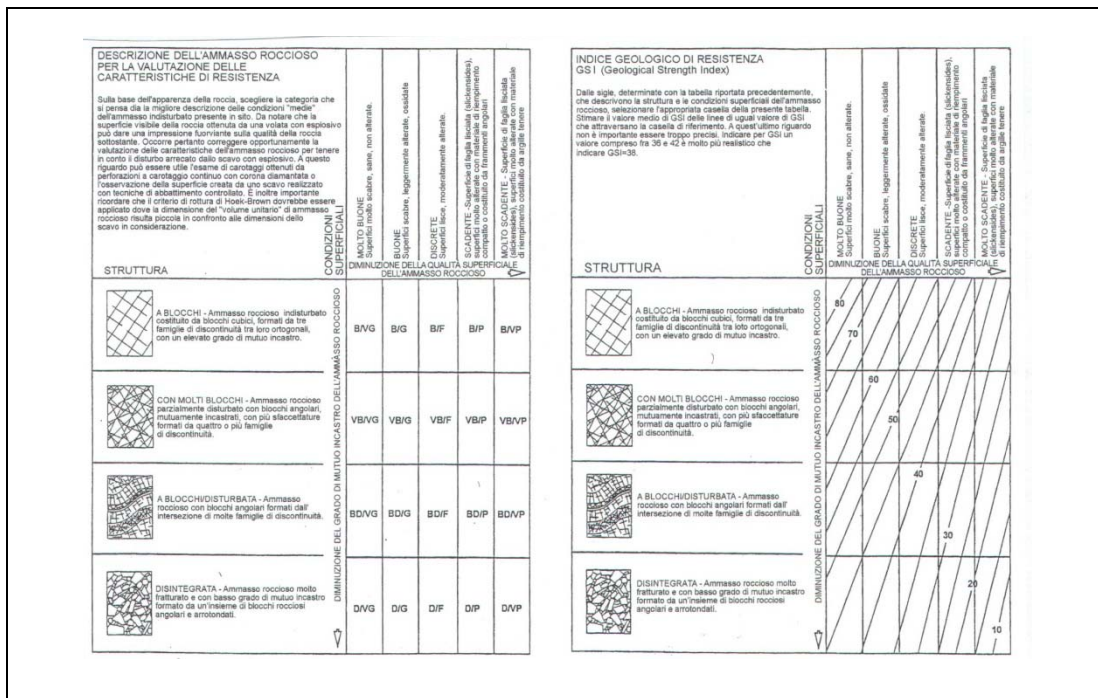 DESCRIZIONE DELL'AMMASSO ROCCIOSO
PER LA VALUTAZIONE DELLE
CARATTERISTICHE DI RESISTENZA
Sulla base dell'apparenza della roccia, scegliere la categoria che
si pensa dia la migliore descrizione delle condizioni "medie"
dell'ammasso indisturbato presente in sito. Da notare che la
superficie visibile della roccia ottenuta da una volata con esplosivo
può dare una impressione fuorviante sulla qualità della roccia
sottostante. Occorre pertanto correggere opportunamente la
valutazione delle caratteristiche dell'ammasso roccioso per tenere
in conto il disturbo arrecato dallo scavo con esplosivo. A questo
riguardo può essere utile l'esame di carotaggi ottenuti da
perforazioni a carotaggio continuo con corona diamantata o
l'osservazione della superficie creata da uno scavo realizzato
con tecniche di abbattimento controllato. È inoltre importante
ricordare che il criterio di rottura di Hoek-Brown dovrebbe essere
applicato dove la dimensione del "volume unitario" di ammasso
roccioso risulta piccola in confronto alle dimensioni dello
scavo in considerazione.
STRUTTURA
CONDIZIONI
SUPERFICIALI
MOLTO BUONE
Superfici molto scabre, sane, non alterate.
BUONE
Superfici scabre, leggermente alterate, ossidate
DISCRETE
Superfici lisce, moderatamente alterate.
SCADENTE -Superficie di faglia lisciata (slickensides),
superfici molto alterate con materiale di riempimento
compatto o costituito da frammenti angolari
MOLTO SCADENTE - Superfici di faglia lisciata
(slickensides), superfici molto alterate con materiale
di riempimento costituito da argille tenere
DIMINUZIONE DELLA QUALITÀ SUPERFICIALE
DELL'AMMASSO ROCCIOSO
DIMINUZIONE DEL GRADO DI MUTUO INCASTRO DELL'AMMASSO ROCCIOSO
A BLOCCHI - Ammasso roccioso indisturbato
costituito da blocchi cubici, formati da tre
famiglie di discontinuità tra loro ortogonali,
con un elevato grado di mutuo incastro.
B/VG B/G B/F B/P B/VP
CON MOLTI BLOCCHI - Ammasso roccioso
parzialmente disturbato con blocchi angolari,
mutuamente incastrati, con più sfaccettature
formati da quattro o più famiglie
di discontinuità.
VB/VG VB/G VB/F VB/P VB/VP
A BLOCCHI/DISTURBATA - Ammasso
roccioso con blocchi angolari formati dall'
intersezione di molte famiglie di discontinuità.
BD/VG BD/G BD/F BD/P BD/VP
DISINTEGRATA - Ammasso roccioso molto
fratturato e con basso grado di mutuo incastro
formato da un'insieme di blocchi rocciosi
angolari e arrotondati.
D/VG D/G D/F D/P D/VP
INDICE GEOLOGICO DI RESISTENZA
GSI (Geological Strength Index)
Dalle sigle, determinato con la tabella riportata precedentemente,
che descrivono la struttura e le condizioni superficiali dell'ammasso
roccioso, selezionare l'appropriata casella della presente tabella.
Stimare il valore medio di GSI delle linee di ugual valore di GSI
che attraversano la casella di riferimento. A quest'ultimo riguardo
non è importante essere troppo precisi. Indicare per GSI un
valore compreso fra 36 e 42 è molto più realistico che
indicare GSI=38.
STRUTTURA
CONDIZIONI
SUPERFICIALI
MOLTO BUONE
Superfici molto scabre, sane, non alterate.
BUONE
Superfici scabre, leggermente alterate, ossidate
DISCRETE
Superfici lisce, moderatamente alterate.
SCADENTE -Superficie di faglia lisciata (slickensides),
superfici molto alterate con materiale di riempimento
compatto o costituito da frammenti angolari
MOLTO SCADENTE - Superfici di faglia lisciata
(slickensides), superfici molto alterate con materiale
di riempimento costituito da argille tenere
DIMINUZIONE DELLA QUALITÀ SUPERFICIALE
DELL'AMMASSO ROCCIOSO
DIMINUZIONE DEL GRADO DI MUTUO INCASTRO DELL'AMMASSO ROCCIOSO
A BLOCCHI - Ammasso roccioso indisturbato
costituito da blocchi cubici, formati da tre
famiglie di discontinuità tra loto ortogonali,
con un elevato grado di mutuo incastro.
80
70
CON MOLTI BLOCCHI - Ammasso roccioso
parzialmente disturbato con blocchi angolari,
mutuamente incastrati, con più sfaccettature
formati da quattro o più famiglie
di discontinuità.
60
50
A BLOCCHI/DISTURBATA - Ammasso
roccioso con blocchi angolari formati dall'
intersezione di molte famiglie di discontinuità.
40
30
DISINTEGRATA - Ammasso roccioso molto
fratturato e con basso grado di mutuo incastro
formato da un'insieme di blocchi rocciosi
angolari e arrotondati.
20
10